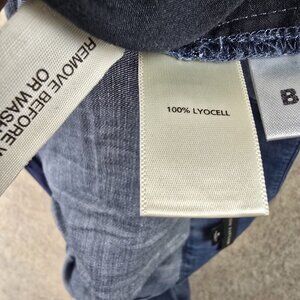 REMOVE BEFORE
OR WASH
100% LYOCELL
B